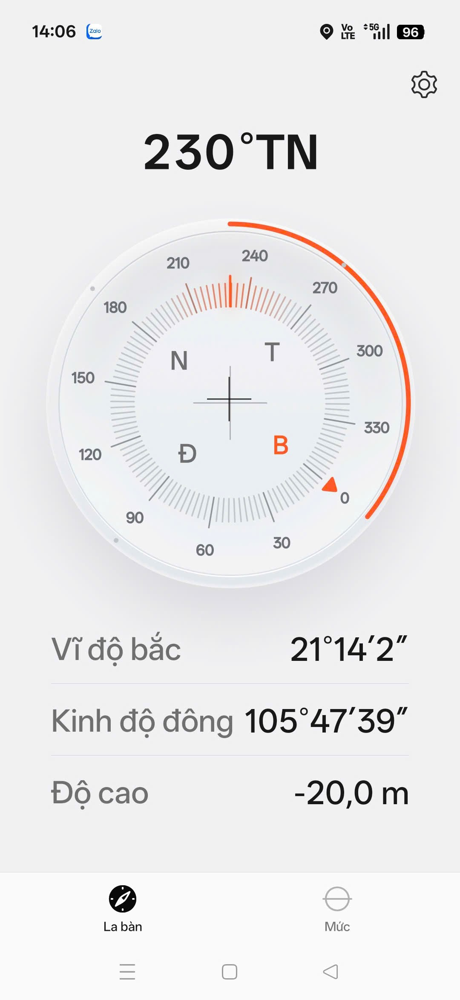 14:06
Zalo
Vo
LTE
5G
96
230°TN
210
240
180
270
150
300
120
330
90
0
60
30
N
T
Đ
B
Vĩ độ bắc 21°14′2″
Kinh độ đông 105°47′39″
Độ cao -20,0 m
La bàn
Mức